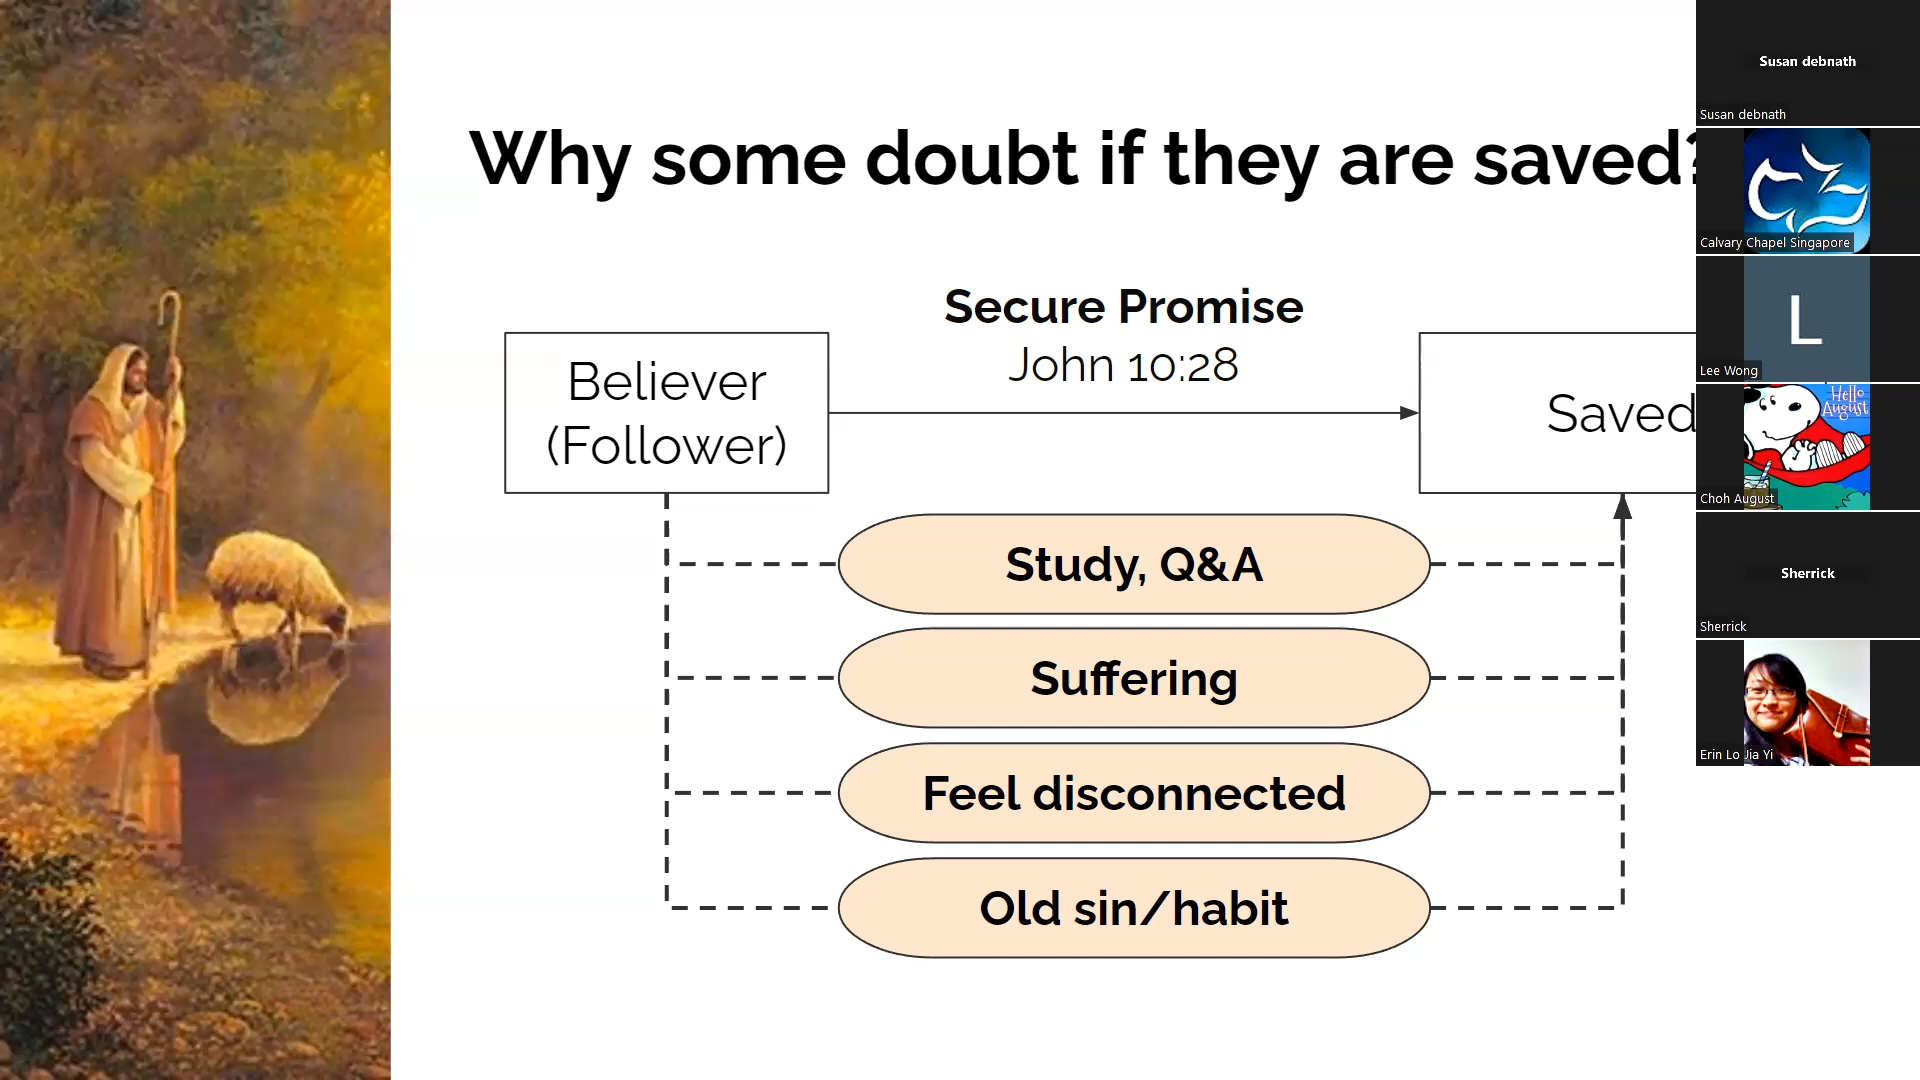 Why some doubt if they are saved?
Secure Promise
John 10:28
Believer
(Follower)
Saved
Study, Q&A
Suffering
Feel disconnected
Old sin/habit
Susan debnath
Susan debnath
Calvary Chapel Singapore
L
Lee Wong
Hello
August
Choh August
Sherrick
Sherrick
Erin Lo Jia Yi